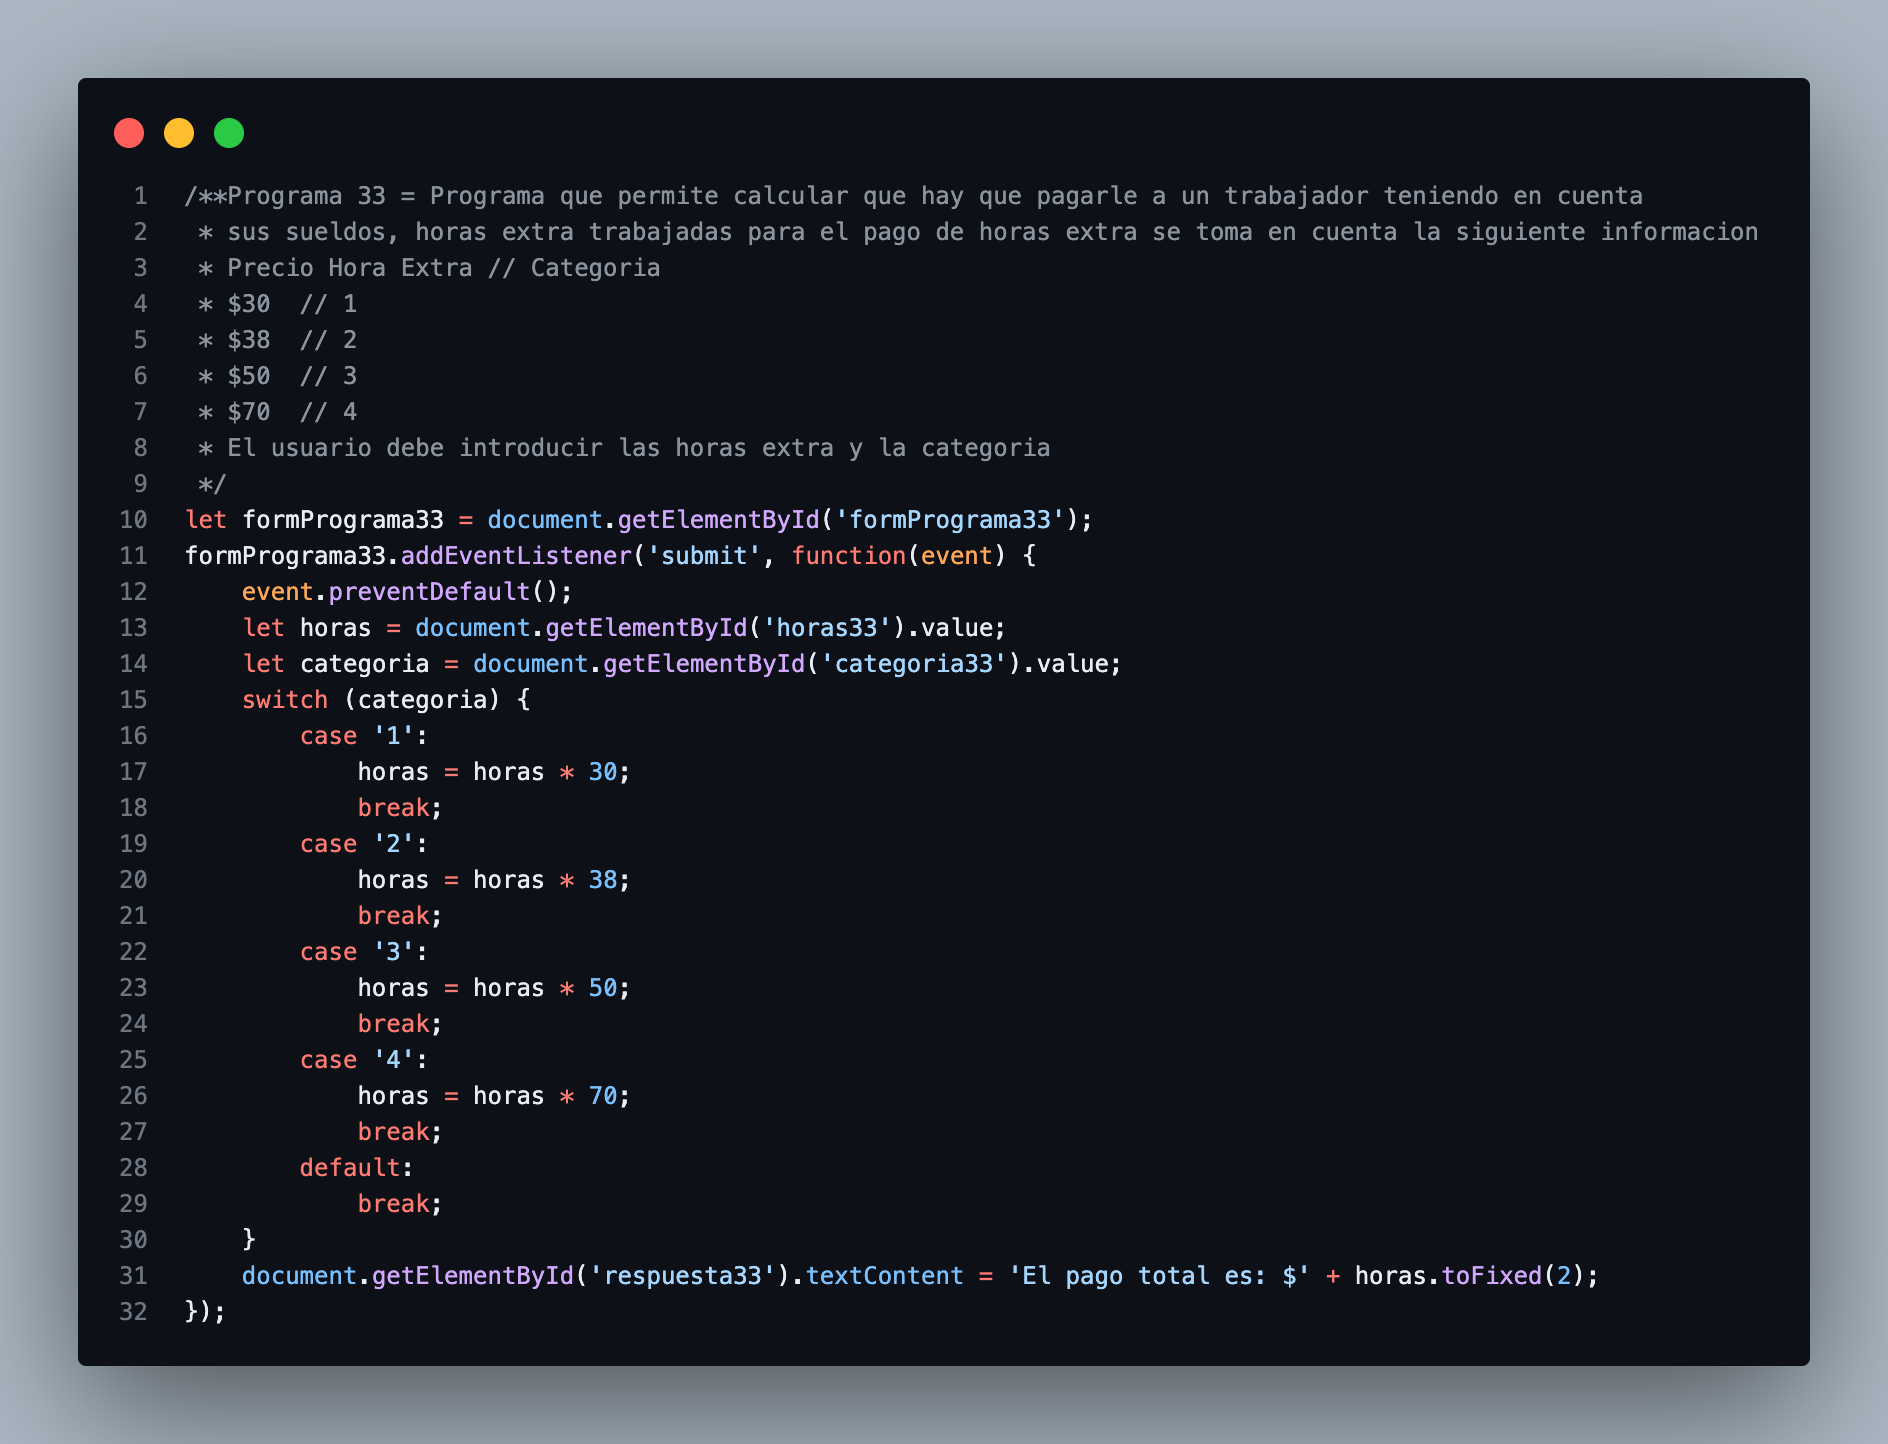 1 /**Programa 33 = Programa que permite calcular que hay que pagarle a un trabajador teniendo en cuenta
2  * sus sueldos, horas extra trabajadas para el pago de horas extra se toma en cuenta la siguiente informacion
3  * Precio Hora Extra // Categoria
4  * $30  // 1
5  * $38  // 2
6  * $50  // 3
7  * $70  // 4
8  * El usuario debe introducir las horas extra y la categoria
9  */
10 let formPrograma33 = document.getElementById('formPrograma33');
11 formPrograma33.addEventListener('submit', function(event) {
12     event.preventDefault();
13     let horas = document.getElementById('horas33').value;
14     let categoria = document.getElementById('categoria33').value;
15     switch (categoria) {
16         case '1':
17             horas = horas * 30;
18             break;
19         case '2':
20             horas = horas * 38;
21             break;
22         case '3':
23             horas = horas * 50;
24             break;
25         case '4':
26             horas = horas * 70;
27             break;
28         default:
29             break;
30     }
31     document.getElementById('respuesta33').textContent = 'El pago total es: $' + horas.toFixed(2);
32 });